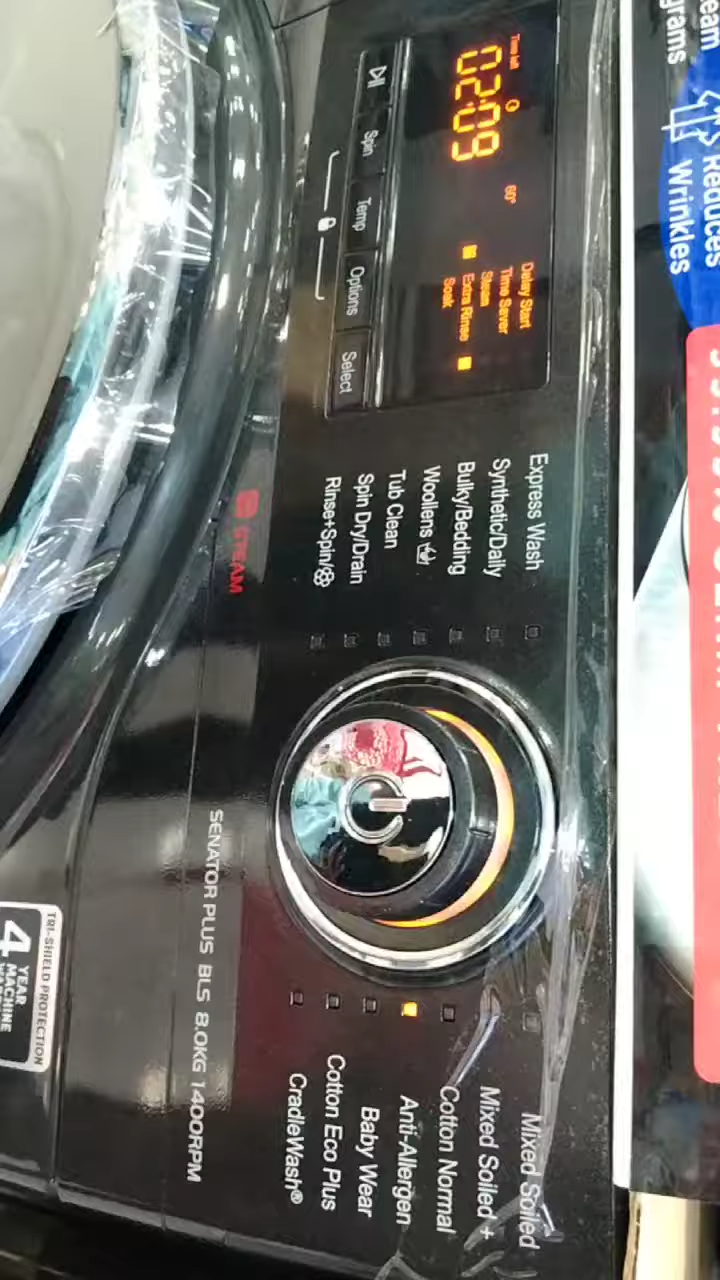 Time left
02:09
60°
Delay Start
Time Saver
Steam
Extra Rinse
Soak
Spin
Temp
Options
Select
Express Wash
Synthetic/Daily
Bulky/Bedding
Woollens
Tub Clean
Spin Dry/Drain
Rinse+Spin/
STEAM
Mixed Soiled
Mixed Soiled +
Cotton Normal
Anti-Allergen
Baby Wear
Cotton Eco Plus
CradleWash®
SENATOR PLUS BLS 8.0KG 1400RPM
TRI-SHIELD PROTECTION
4 YEAR
MACHINE
Reduces
Wrinkles